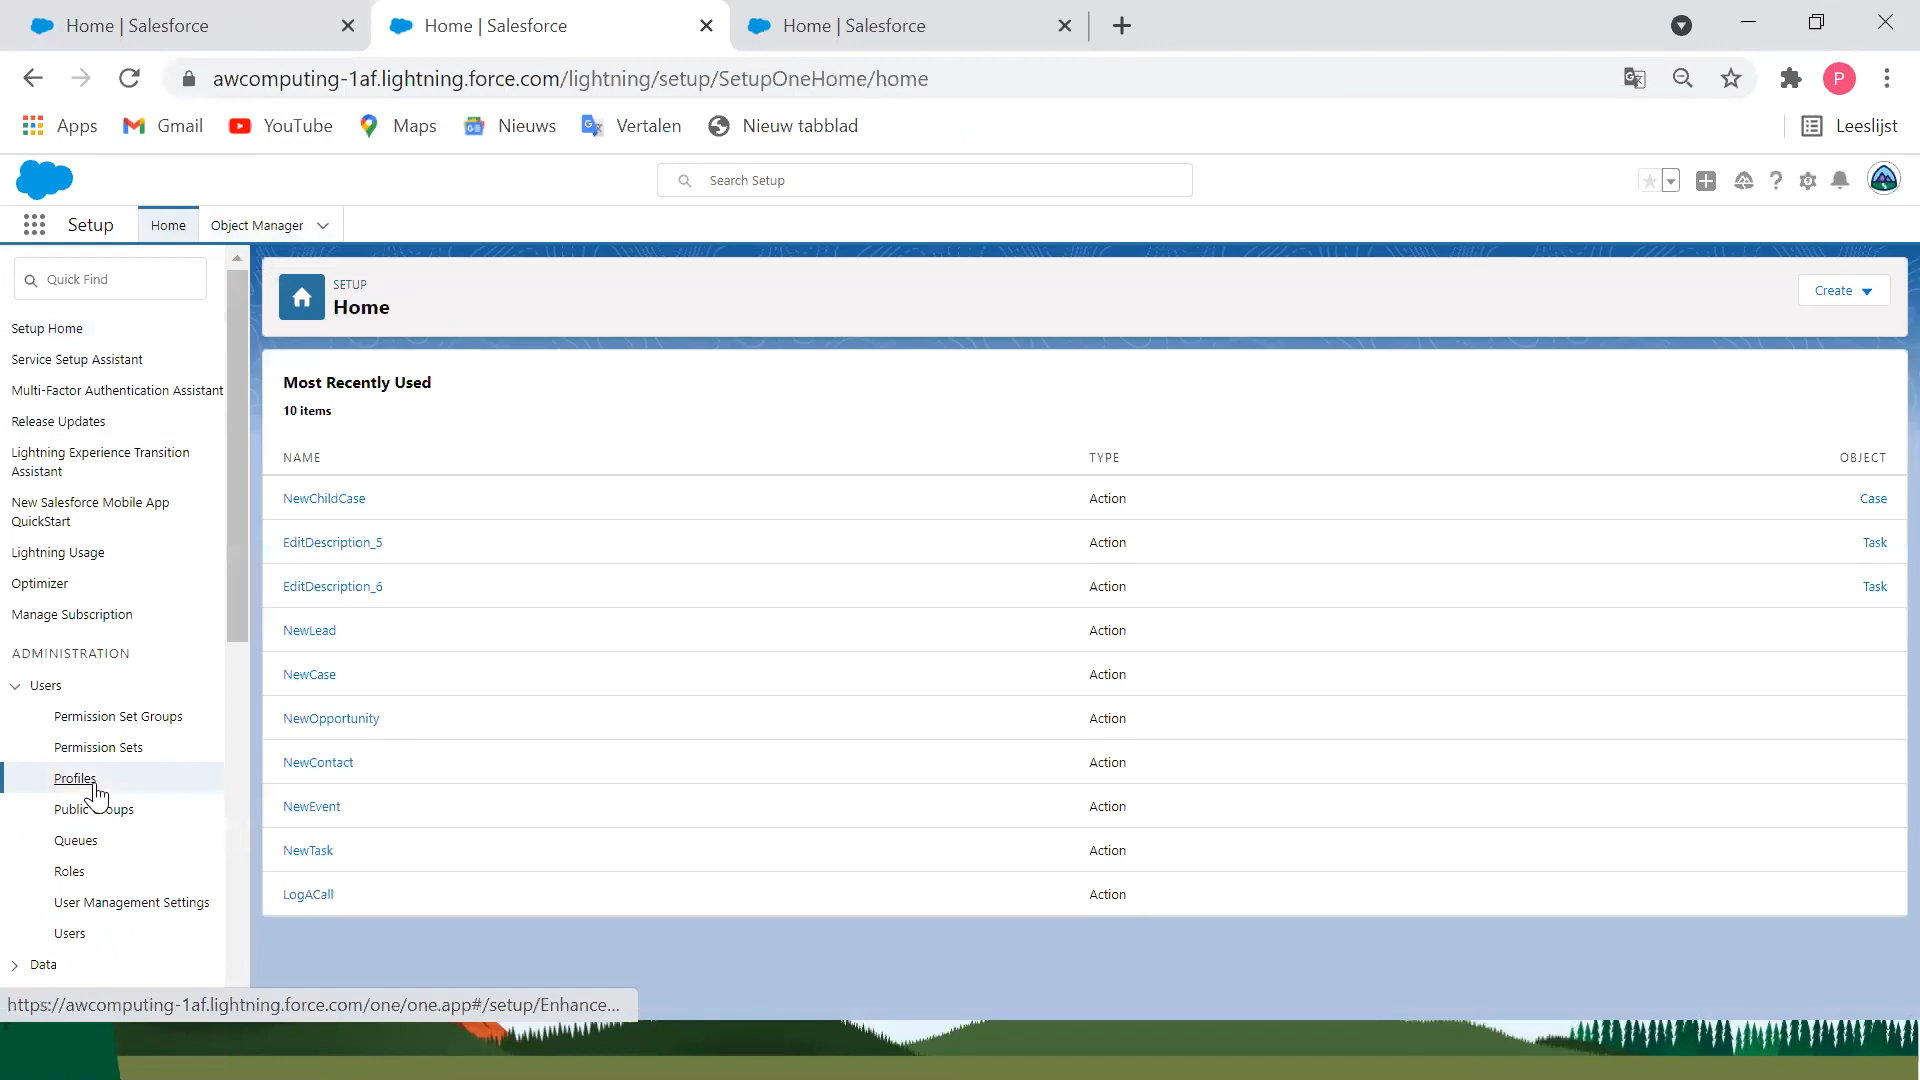 Home | Salesforce
Home | Salesforce
Home | Salesforce
awcomputing-1af.lightning.force.com/lightning/setup/SetupOneHome/home
P
Apps
Gmail
YouTube
Maps
Nieuws
Vertalen
Nieuw tabblad
Leeslijst
Search Setup
Setup
Home
Object Manager
Quick Find
Setup Home
Service Setup Assistant
Multi-Factor Authentication Assistant
Release Updates
Lightning Experience Transition
Assistant
New Salesforce Mobile App
QuickStart
Lightning Usage
Optimizer
Manage Subscription
ADMINISTRATION
Users
Permission Set Groups
Permission Sets
Profiles
Public
Queues
Roles
User Management Settings
Users
Data
https://awcomputing-1af.lightning.force.com/one/one.app#/setup/Enhance...
SETUP
Home
Create
Most Recently Used
10 items
NAME TYPE OBJECT
NewChildCase Action Case
EditDescription_5 Action Task
EditDescription_6 Action Task
NewLead Action
NewCase Action
NewOpportunity Action
NewContact Action
NewEvent Action
NewTask Action
LogACall Action